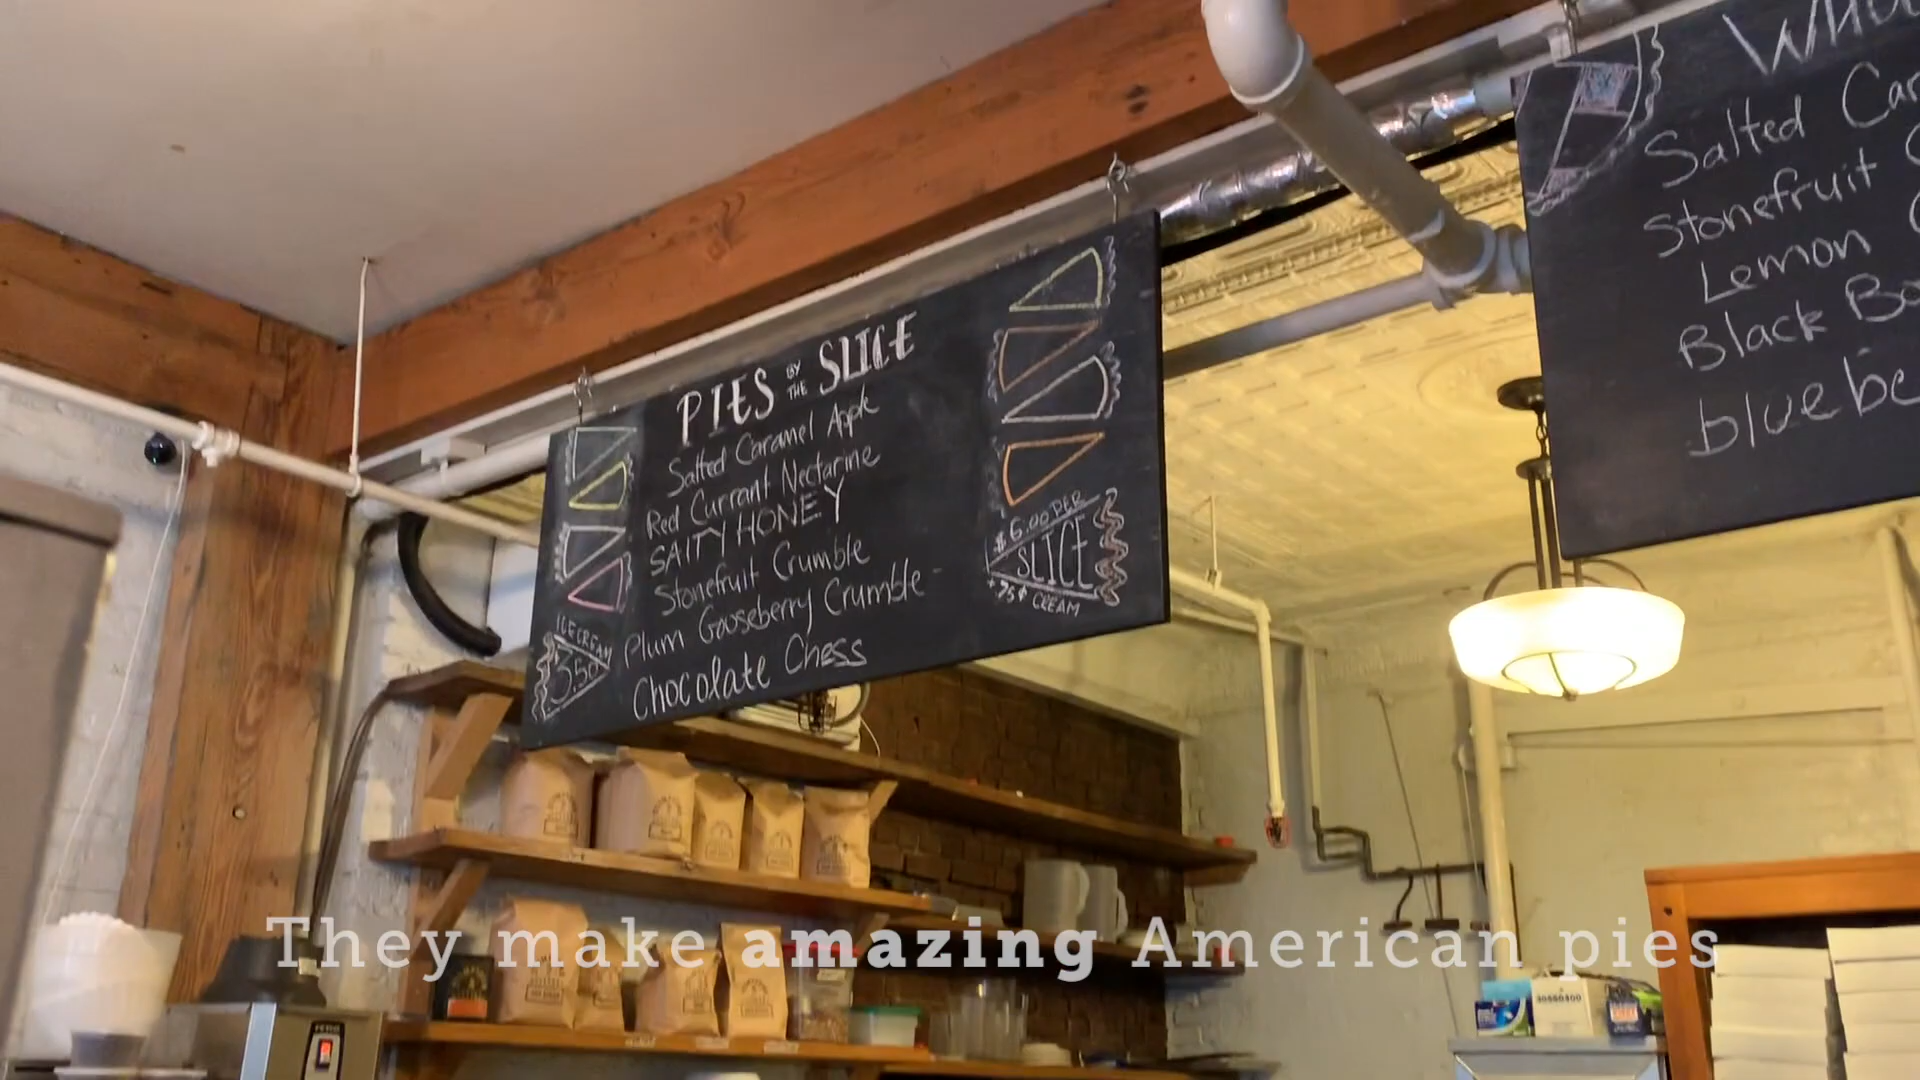 PIES BY THE SLICE
Salted Caramel Apple
Red Currant Nectarine
SALTY HONEY
Stonefruit Crumble
Plum Gooseberry Crumble
Chocolate Chess
ICE CREAM
3.50
$6.00 PER
SLICE
+.75¢ CREAM
Salted Car
Stonefruit
Lemon
Black Bo
bluebe
They make amazing American pies